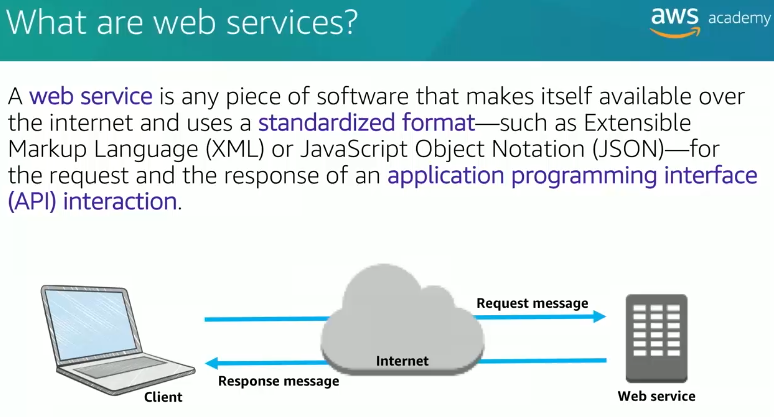 What are web services?
aws academy
A web service is any piece of software that makes itself available over
the internet and uses a standardized format—such as Extensible
Markup Language (XML) or JavaScript Object Notation (JSON)—for
the request and the response of an application programming interface
(API) interaction.
Request message
Internet
Response message
Client
Web service